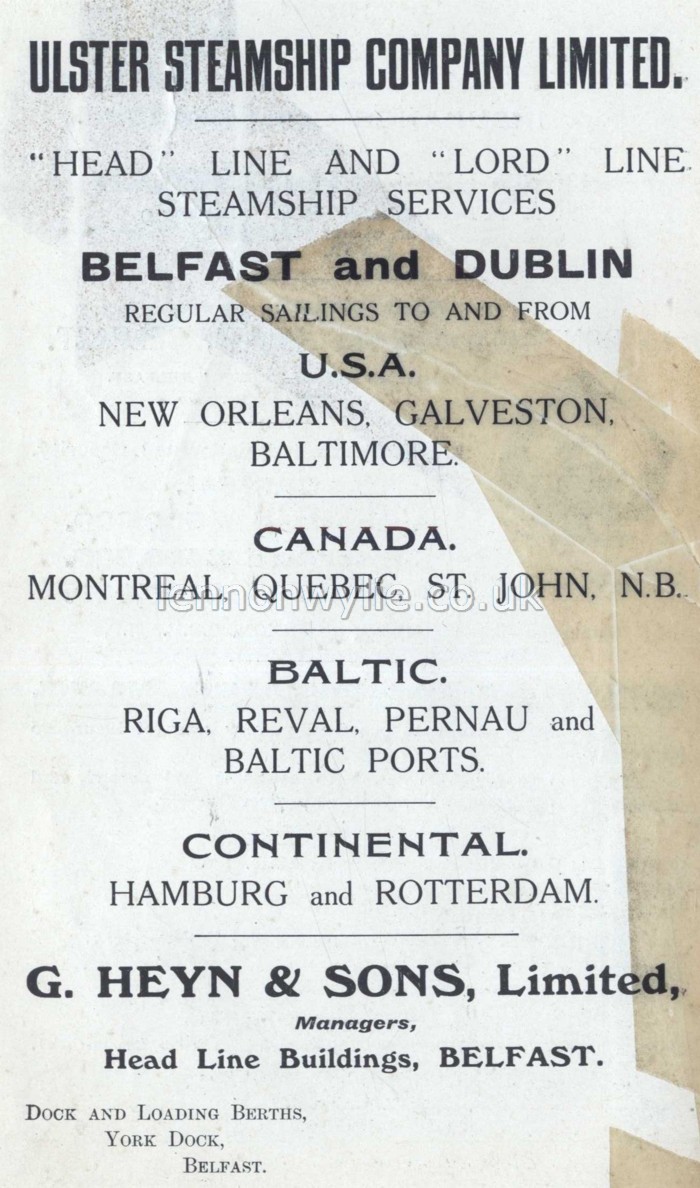 ULSTER STEAMSHIP COMPANY LIMITED.
"HEAD" LINE AND "LORD" LINE
STEAMSHIP SERVICES
BELFAST and DUBLIN
REGULAR SAILINGS TO AND FROM
U.S.A.
NEW ORLEANS, GALVESTON,
BALTIMORE.
CANADA.
MONTREAL, QUEBEC, ST. JOHN, N.B.
lennonwylie.co.uk
BALTIC.
RIGA, REVAL, PERNAU and
BALTIC PORTS.
CONTINENTAL.
HAMBURG and ROTTERDAM.
G. HEYN & SONS, Limited,
Managers,
Head Line Buildings, BELFAST.
DOCK AND LOADING BERTHS,
YORK DOCK,
BELFAST.